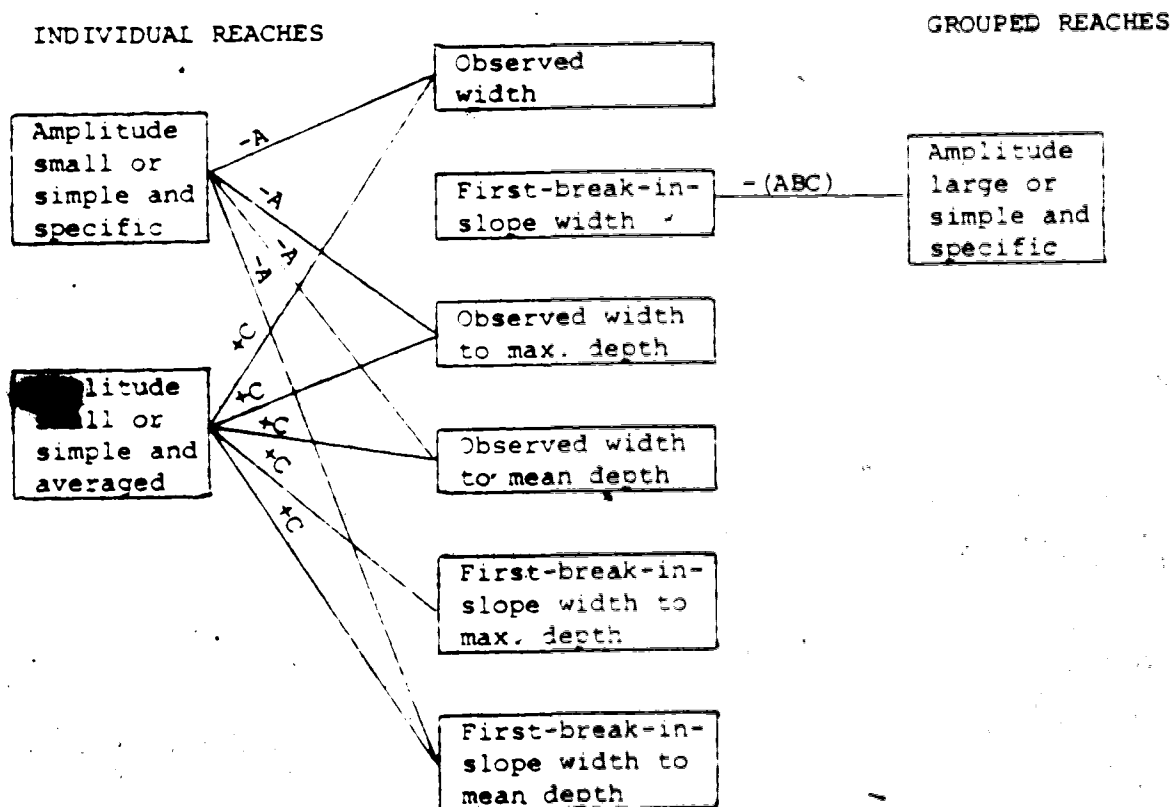 INDIVIDUAL REACHES
GROUPED REACHES
Observed
width
Amplitude
small or
simple and
specific
First-break-in-
slope width
-(ABC)
Amplitude
large or
simple and
specific
-A
-A
-A
-A
Observed width
to max. depth
+C
litude
all or
simple and
averaged
+C
+C
+C
+C
Observed width
to mean depth
First-break-in-
slope width to
max. depth
First-break-in-
slope width to
mean depth